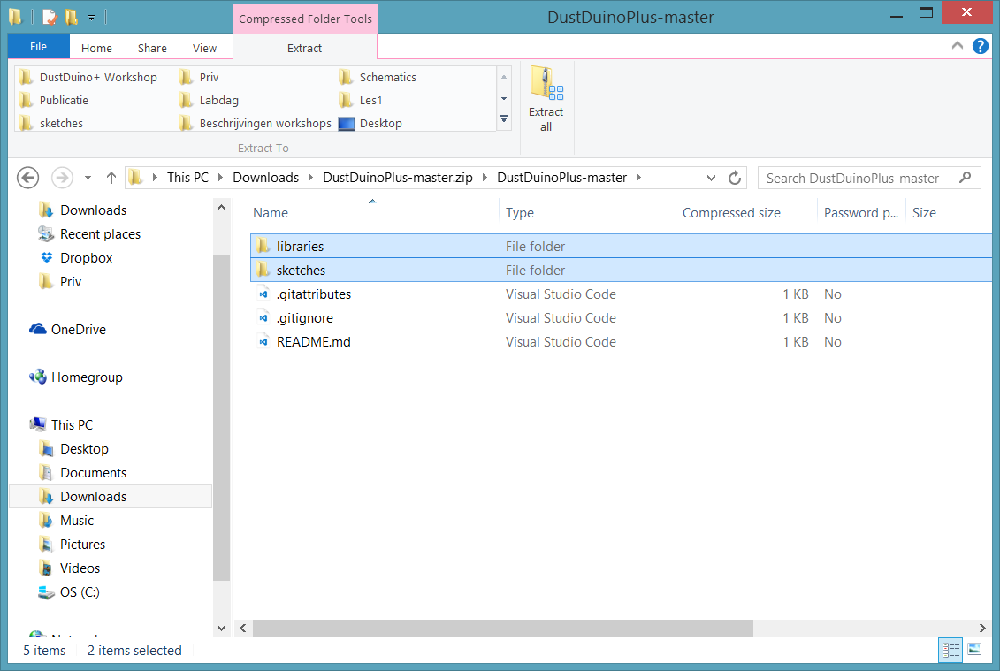 Compressed Folder Tools
DustDuinoPlus-master
File Home Share View Extract
DustDuino+ Workshop Priv Schematics
Publicatie Labdag Les1
sketches Beschrijvingen workshops Desktop
Extract all
Extract To
This PC Downloads DustDuinoPlus-master.zip DustDuinoPlus-master
Search DustDuinoPlus-master
Downloads
Recent places
Dropbox
Priv
OneDrive
Homegroup
This PC
Desktop
Documents
Downloads
Music
Pictures
Videos
OS (C:)
Name Type Compressed size Password p... Size
libraries File folder
sketches File folder
.gitattributes Visual Studio Code 1 KB No
.gitignore Visual Studio Code 1 KB No
README.md Visual Studio Code 1 KB No
5 items 2 items selected